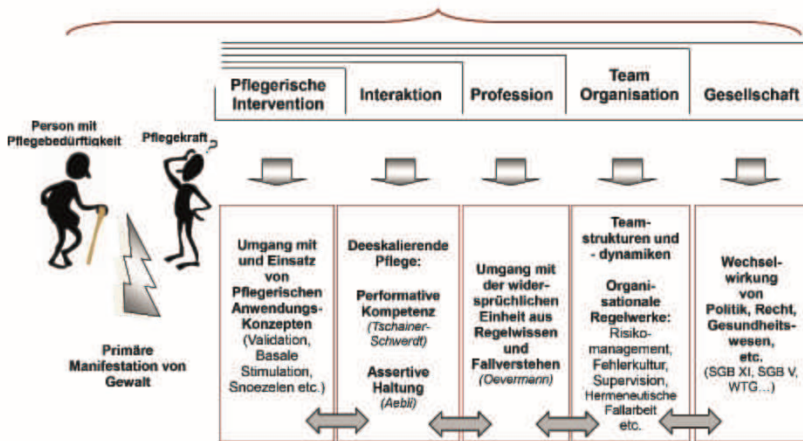 Pflegerische
Intervention
Interaktion
Profession
Team
Organisation
Gesellschaft
Person mit
Pflegebedürftigkeit
Pflegekraft
?
Primäre
Manifestation von
Gewalt
Umgang mit
und Einsatz
von
Pflegerischen
Anwendungs-
Konzepten
(Validation,
Basale
Stimulation,
Snoezelen etc.)
Deeskalierende
Pflege:
Performative
Kompetenz
(Tschainer-
Schwerdt)
Assertive
Haltung
(Aebli)
Umgang mit
der wider-
sprüchlichen
Einheit aus
Regelwissen
und
Fallverstehen
(Oevermann)
Team-
strukturen und
- dynamiken
Organi-
sationale
Regelwerke:
Risiko-
management,
Fehlerkultur,
Supervision,
Hermeneutische
Fallarbeit
etc.
Wechsel-
wirkung
von
Politik, Recht,
Gesundheits-
wesen,
etc.
(SGB XI, SGB V,
WTG...)